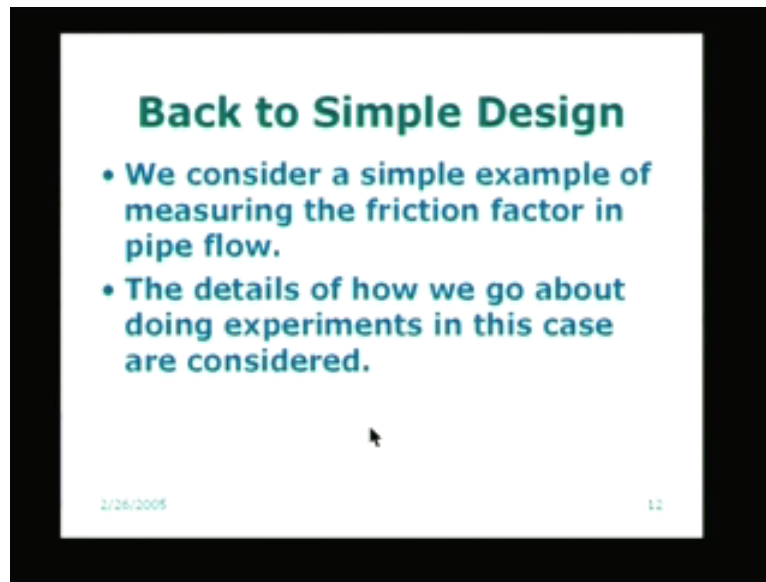 Back to Simple Design
• We consider a simple example of
measuring the friction factor in
pipe flow.
• The details of how we go about
doing experiments in this case
are considered.
2/26/2005
12